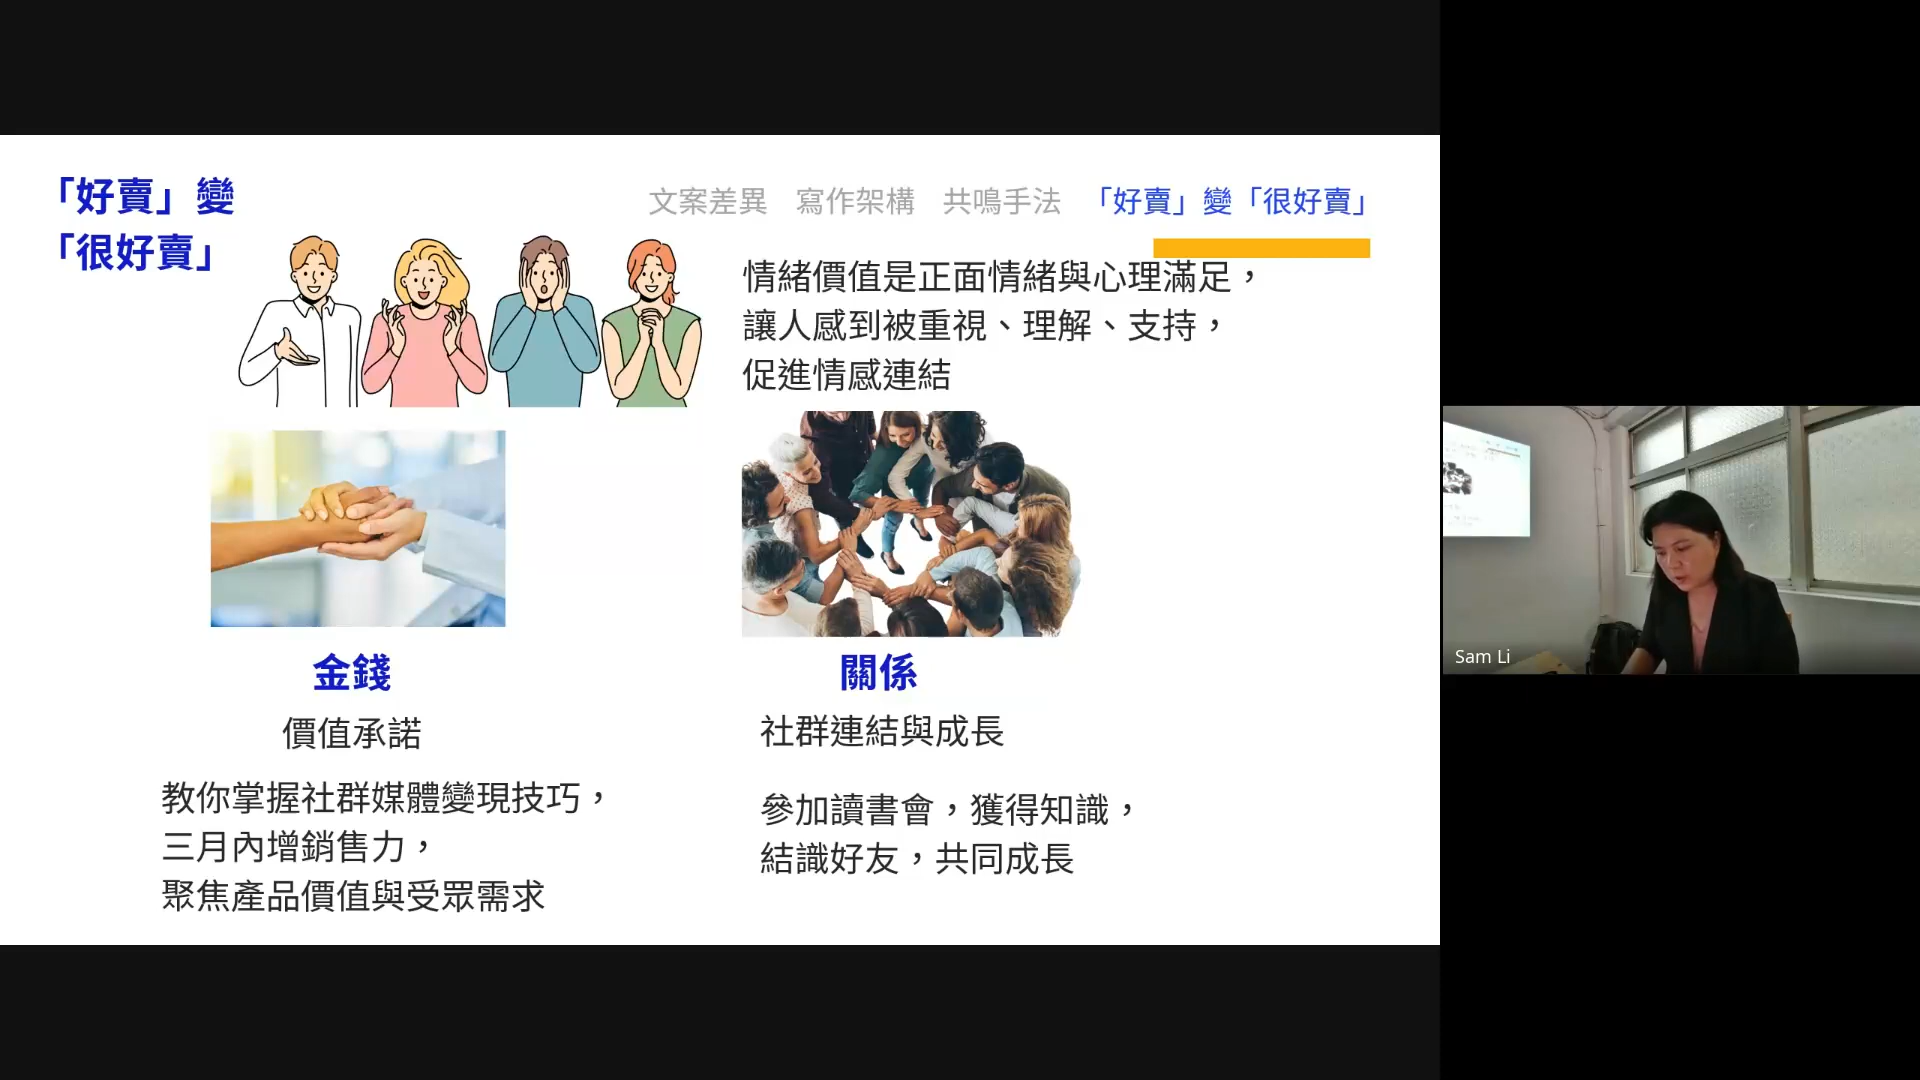 「好賣」變
「很好賣」
文案差異 寫作架構 共鳴手法 「好賣」變「很好賣」
情緒價值是正面情緒與心理滿足，
讓人感到被重視、理解、支持，
促進情感連結
金錢
價值承諾
教你掌握社群媒體變現技巧，
三月內增銷售力，
聚焦產品價值與受眾需求
關係
社群連結與成長
參加讀書會，獲得知識，
結識好友，共同成長
Sam Li